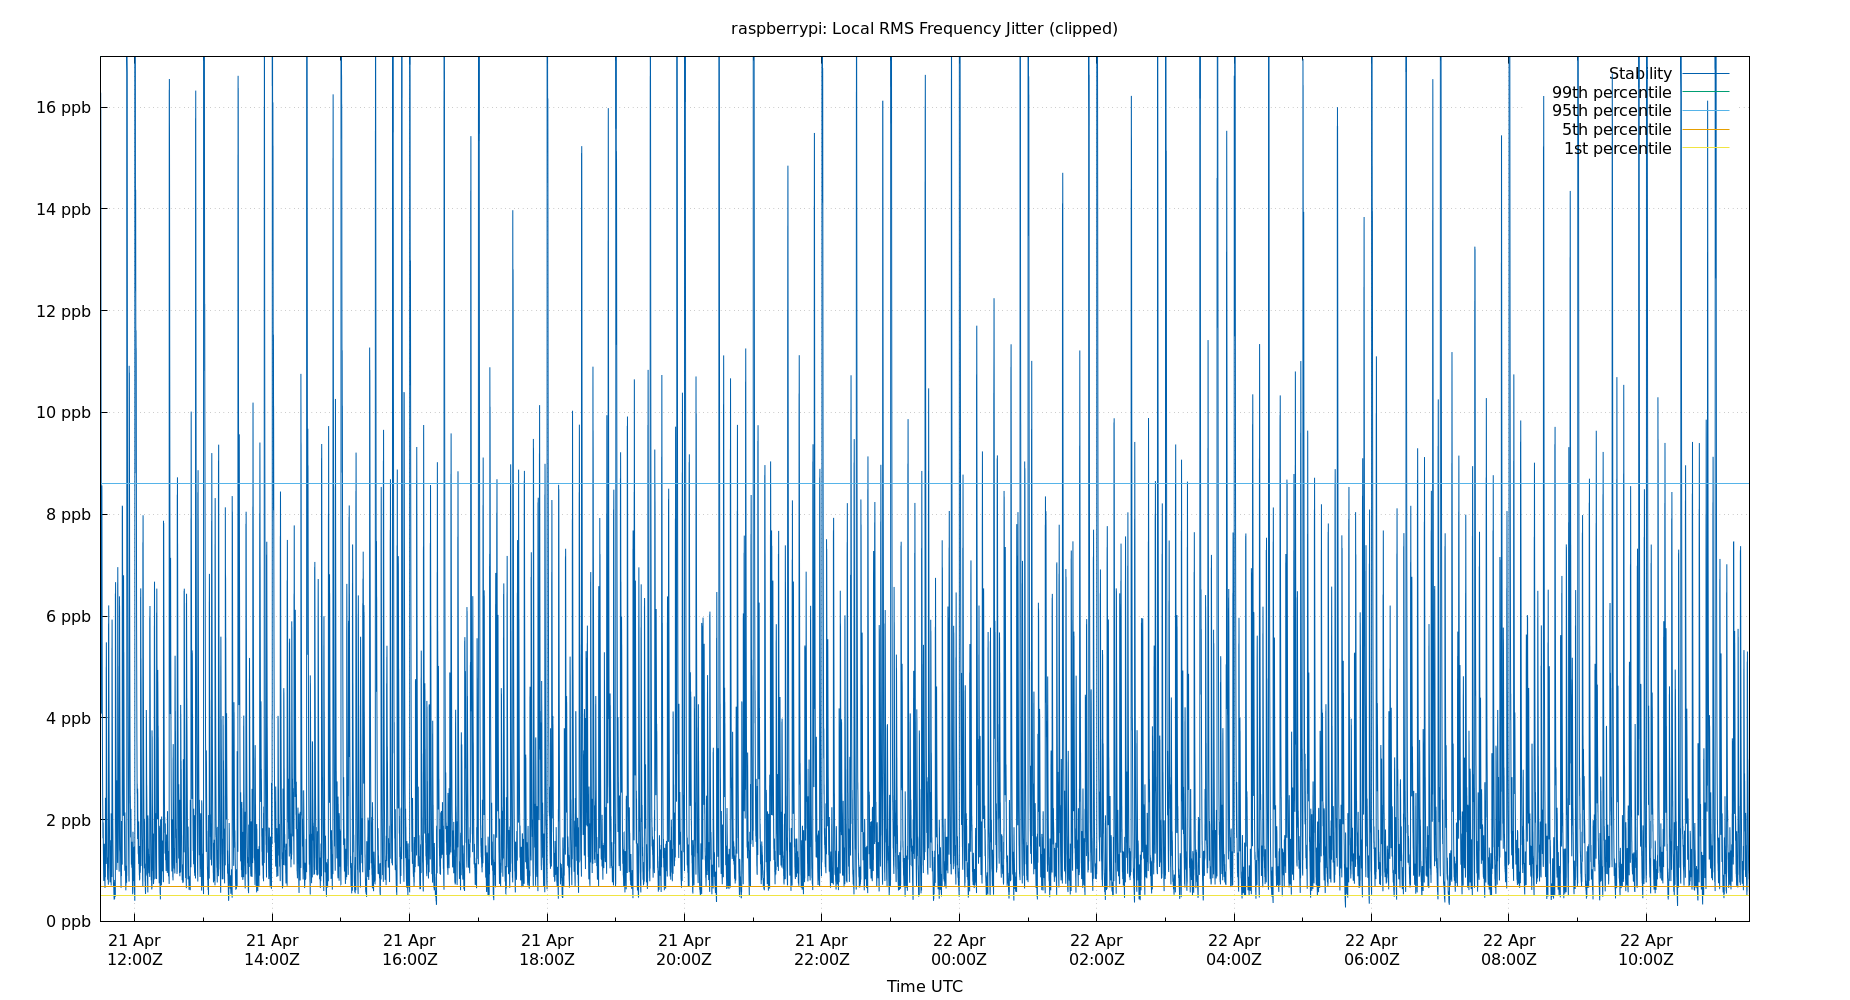 raspberrypi: Local RMS Frequency Jitter (clipped)
Stability
99th percentile
95th percentile
5th percentile
1st percentile
16 ppb
14 ppb
12 ppb
10 ppb
8 ppb
6 ppb
4 ppb
2 ppb
0 ppb
21 Apr 21 Apr 21 Apr 21 Apr 21 Apr 21 Apr 22 Apr 22 Apr 22 Apr 22 Apr 22 Apr 22 Apr
12:00Z 14:00Z 16:00Z 18:00Z 20:00Z 22:00Z 00:00Z 02:00Z 04:00Z 06:00Z 08:00Z 10:00Z
Time UTC